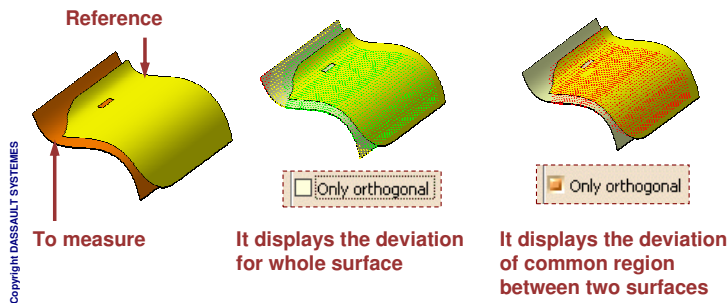 Reference
Copyright DASSAULT SYSTEMES
Only orthogonal
Only orthogonal
To measure
It displays the deviation
for whole surface
It displays the deviation
of common region
between two surfaces